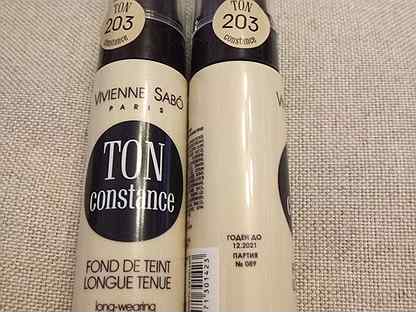 TON
203
constance
VIVIENNE SABÓ
PARIS
TON
constance
FOND DE TEINT
LONGUE TENUE
long-wearing
TON
203
constance
ГОДЕН ДО
12.2021
ПАРТИЯ
№ 089